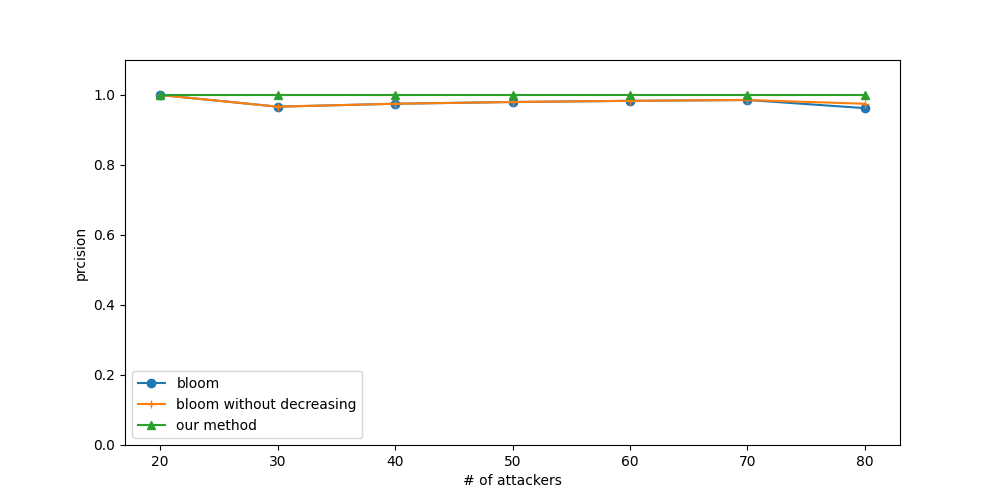 1.0
0.8
0.6
0.4
0.2
0.0
prcision
bloom
bloom without decreasing
our method
20 30 40 50 60 70 80
# of attackers